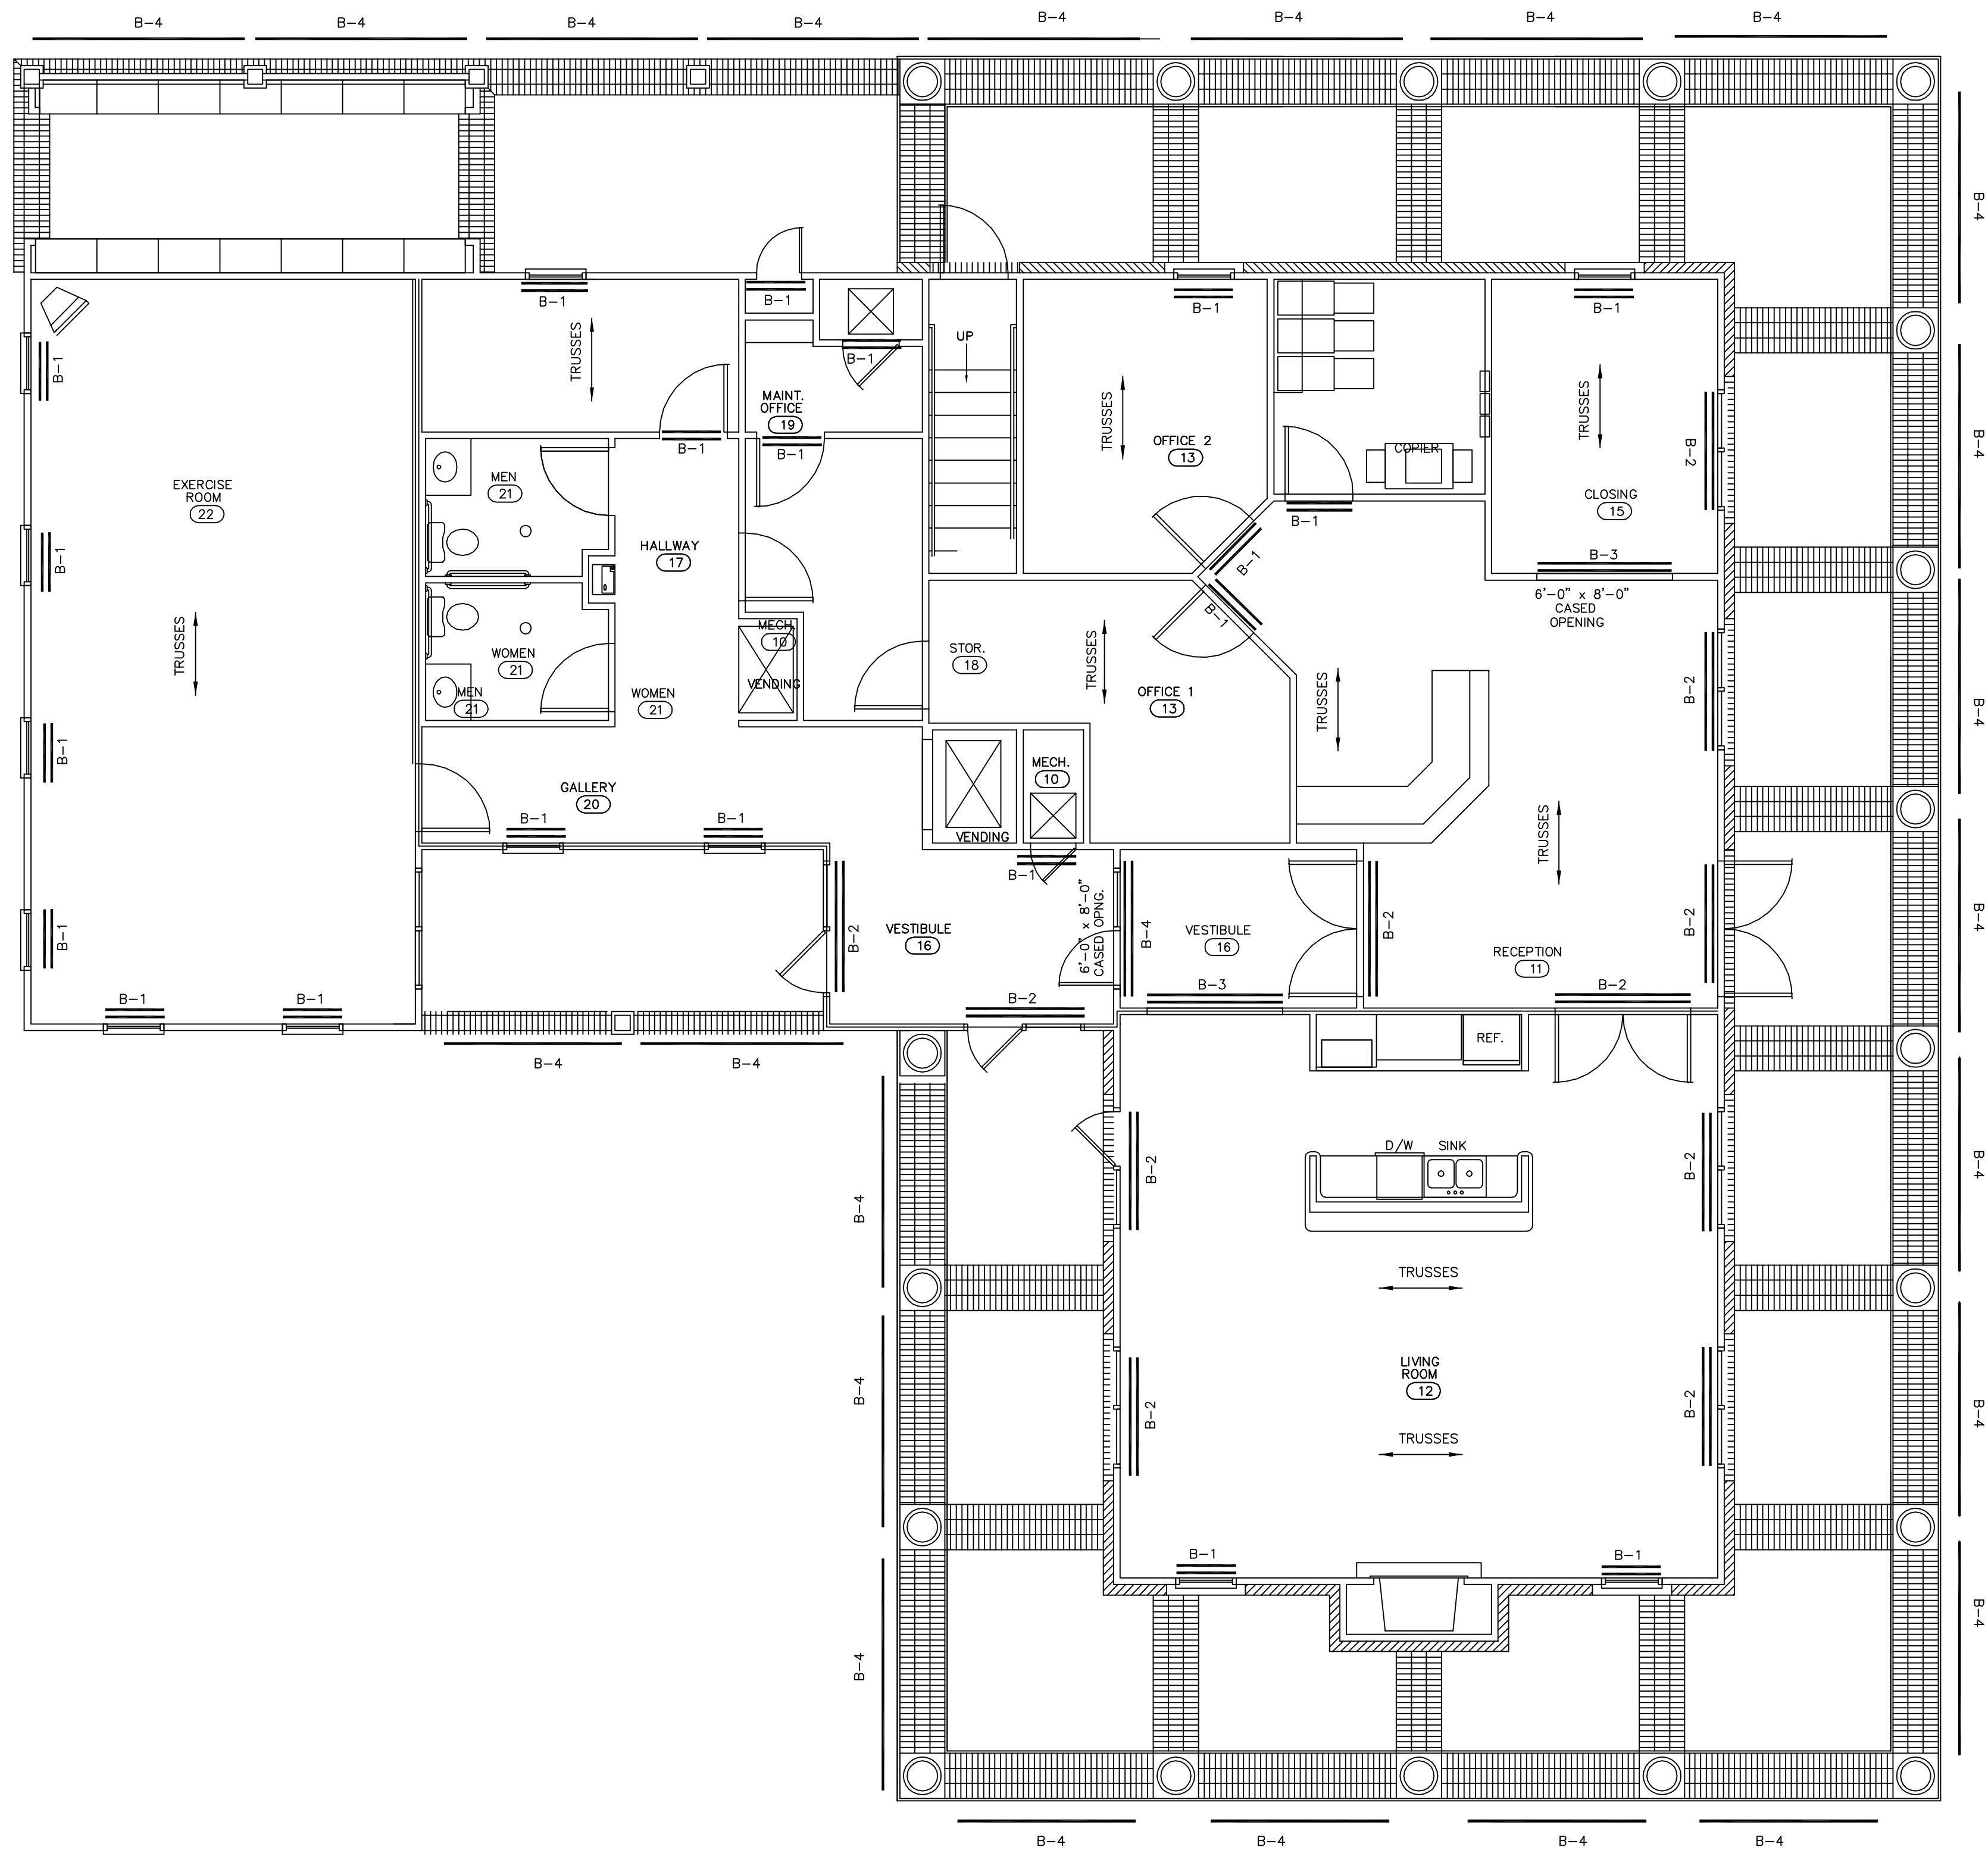 B-4
B-4
B-4
B-4
B-4
B-4
B-4
B-4
B-4
B-1
B-1
B-1
B-1
TRUSSES
UP
B-1
B-1
MAINT.
OFFICE
19
TRUSSES
TRUSSES
B-1
B-1
OFFICE 2
13
COPIER
B-2
B-4
EXERCISE
ROOM
22
MEN
21
CLOSING
15
B-1
HALLWAY
17
B-1
B-1
B-3
6'-0" x 8'-0"
CASED
OPENING
B-1
TRUSSES
WOMEN
21
MECH.
10
STOR.
18
TRUSSES
MEN
21
WOMEN
21
VENDING
OFFICE 1
13
TRUSSES
B-2
B-4
B-1
GALLERY
20
MECH.
10
B-1
B-1
VENDING
TRUSSES
B-1
B-1
B-2
VESTIBULE
16
6'-0" x 8'-0"
CASED OPNG.
B-4
VESTIBULE
16
B-2
RECEPTION
11
B-2
B-4
B-1
B-1
B-2
B-3
B-2
REF.
B-4
B-4
D/W
SINK
B-4
B-2
B-2
B-4
TRUSSES
LIVING
ROOM
12
B-4
B-2
B-2
B-4
TRUSSES
B-1
B-1
B-4
B-4
B-4
B-4
B-4
B-4